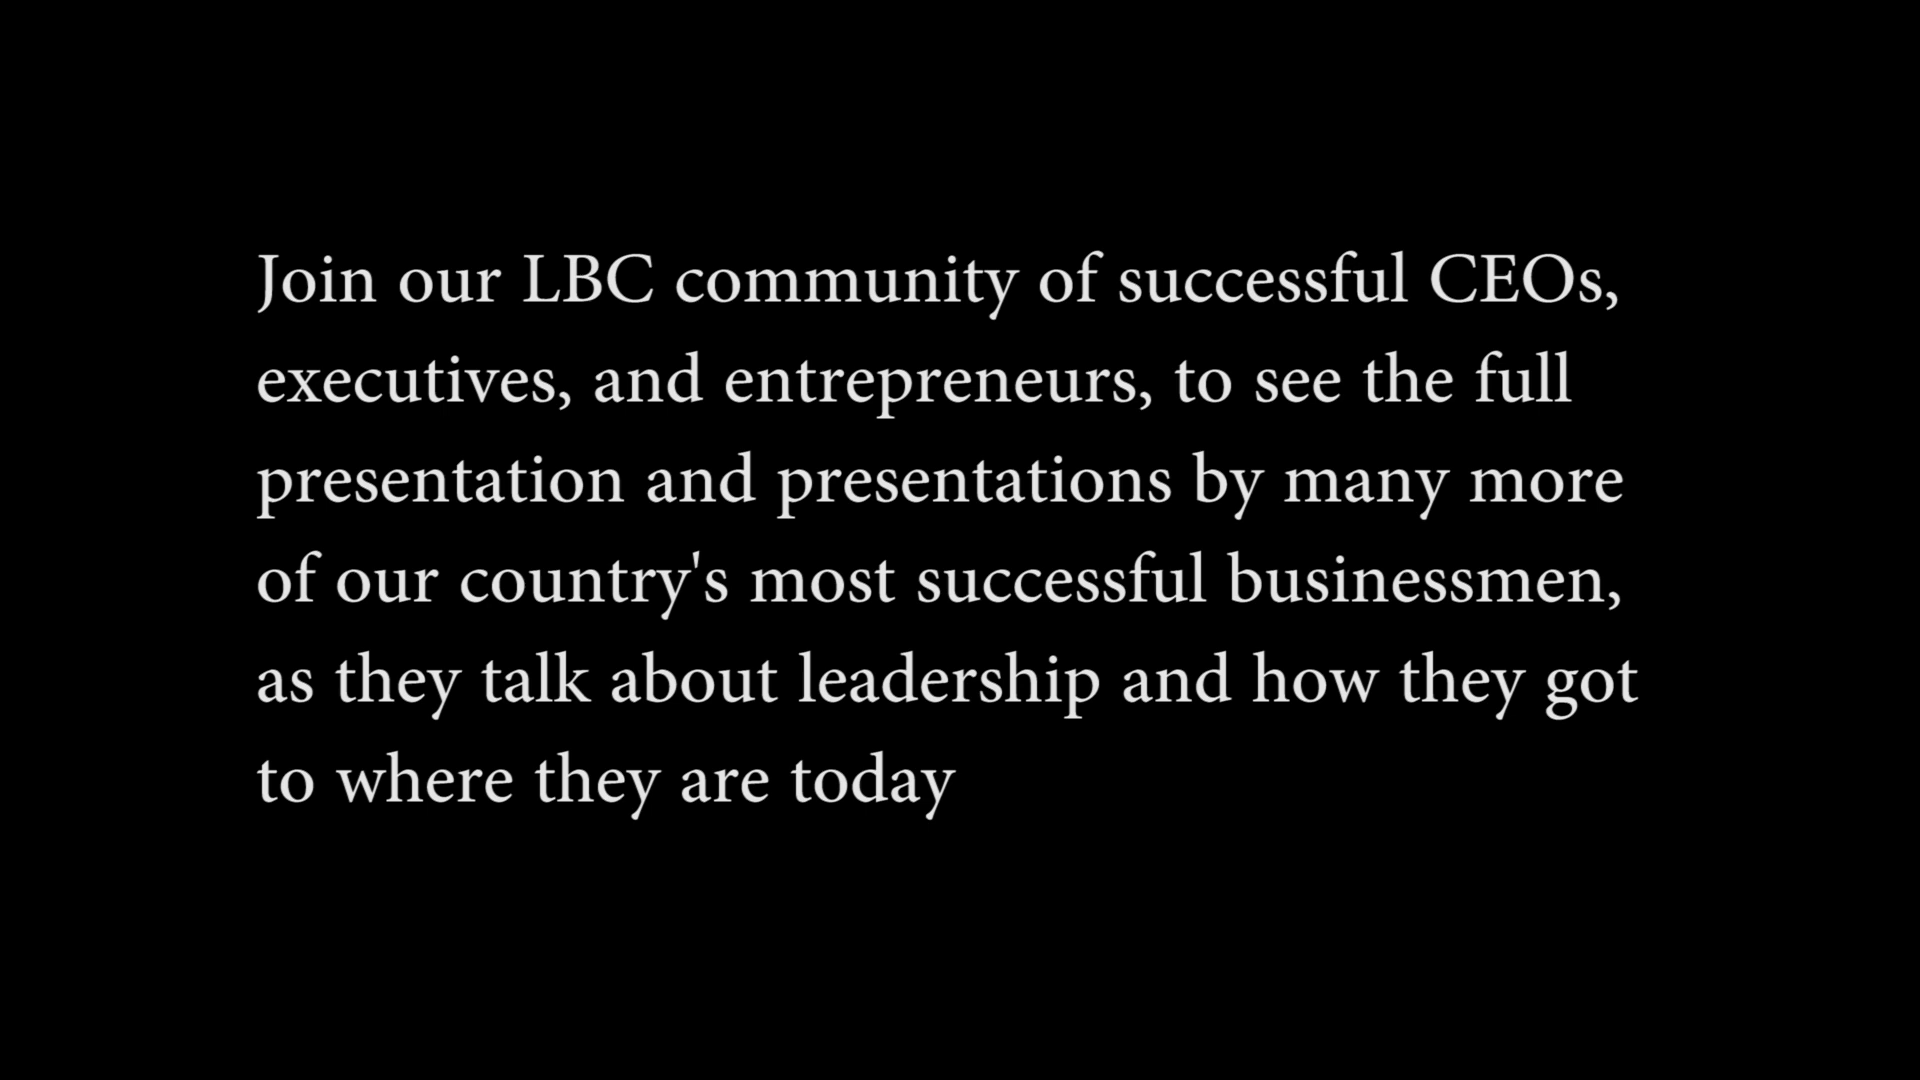 Join our LBC community of successful CEOs,
executives, and entrepreneurs, to see the full
presentation and presentations by many more
of our country's most successful businessmen,
as they talk about leadership and how they got
to where they are today